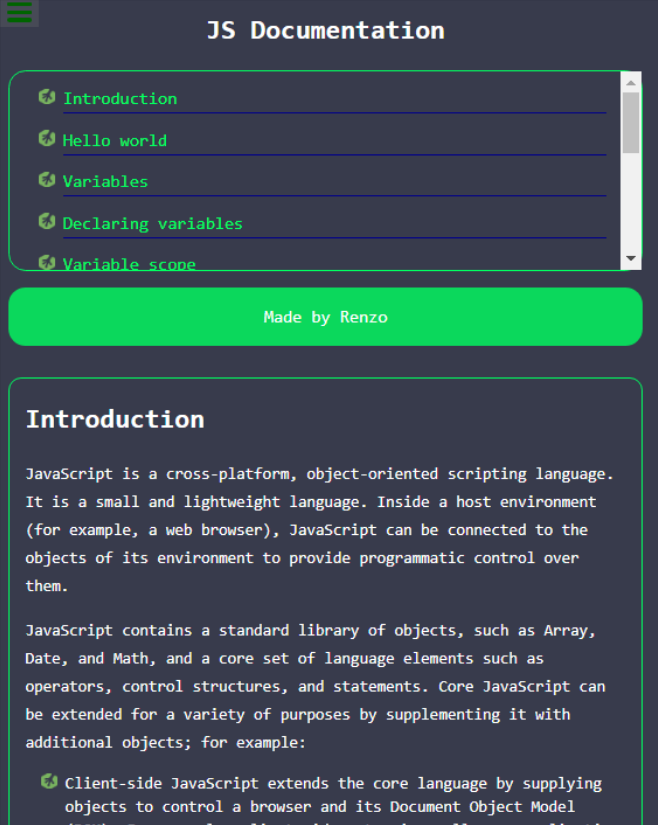 JS Documentation
Introduction
Hello world
Variables
Declaring variables
Variable scope
Made by Renzo
Introduction
JavaScript is a cross-platform, object-oriented scripting language.
It is a small and lightweight language. Inside a host environment
(for example, a web browser), JavaScript can be connected to the
objects of its environment to provide programmatic control over
them.
JavaScript contains a standard library of objects, such as Array,
Date, and Math, and a core set of language elements such as
operators, control structures, and statements. Core JavaScript can
be extended for a variety of purposes by supplementing it with
additional objects; for example:
Client-side JavaScript extends the core language by supplying
objects to control a browser and its Document Object Model